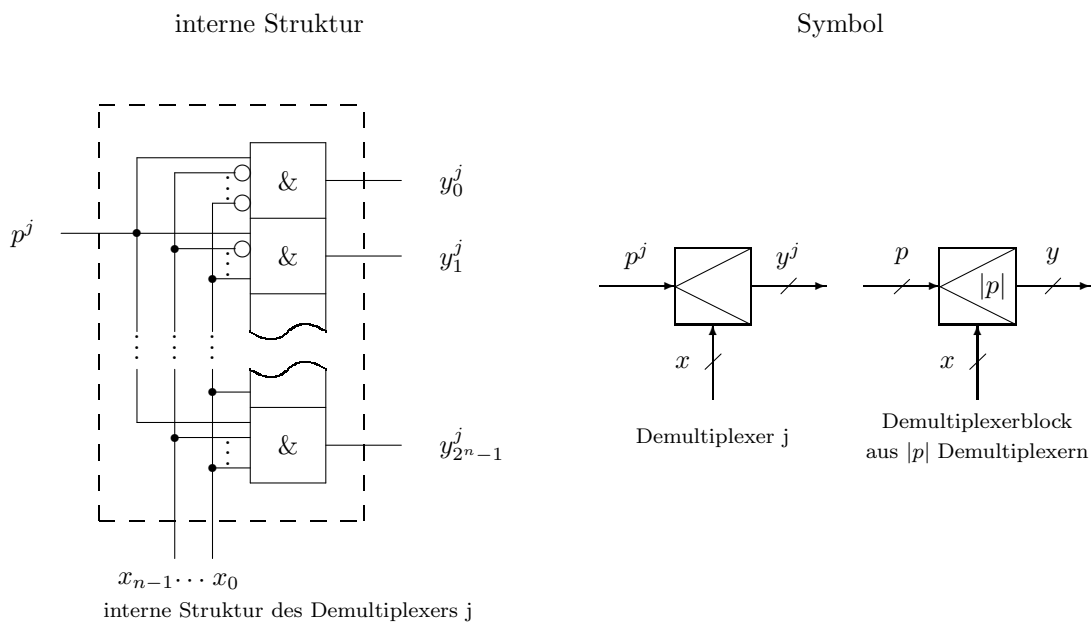 interne Struktur
Symbol
&
y_0^j
p^j
&
y_1^j
&
y_{2^n-1}^j
x_{n-1} ⋯ x_0
interne Struktur des Demultiplexers j
p^j
y^j
x
Demultiplexer j
p
|p|
y
x
Demultiplexerblock
aus |p| Demultiplexern